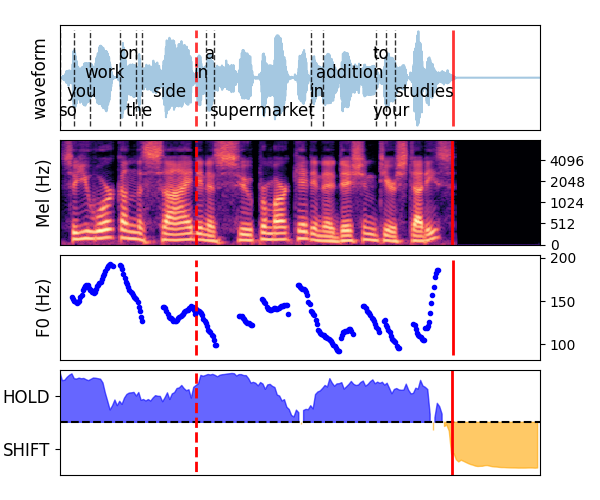 waveform
on a to
work in addition
you side in studies
so the supermarket your
Mel (Hz)
4096
2048
1024
512
0
F0 (Hz)
200
150
100
HOLD
SHIFT